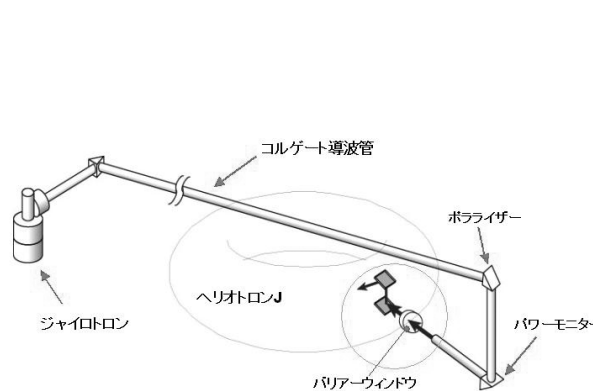 コルゲート導波管
ポラライザー
ヘリオトロンJ
ジャイロトロン
パワーモニター
バリアーウィンドウ